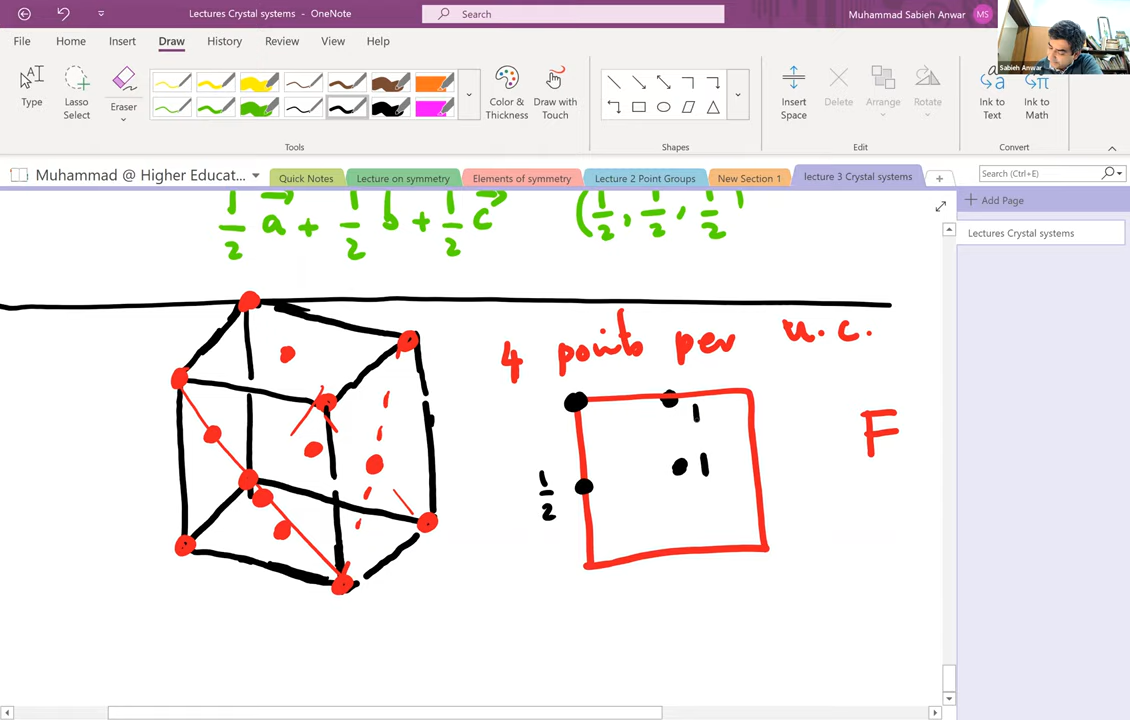 Lectures Crystal systems - OneNote
Search
Muhammad Sabieh Anwar
MS
Sabieh Anwar
File Home Insert Draw History Review View Help
Type
Lasso Select
Eraser
Color & Thickness
Draw with Touch
Insert Space
Delete
Arrange
Rotate
Ink to Text
Ink to Math
Tools
Shapes
Edit
Convert
Muhammad @ Higher Educat...
Quick Notes
Lecture on symmetry
Elements of symmetry
Lecture 2 Point Groups
New Section 1
lecture 3 Crystal systems
Search (Ctrl+E)
Add Page
Lectures Crystal systems
1/2 a + 1/2 b + 1/2 c (1/2, 1/2, 1/2)
4 points per u.c.
1
F
1
1/2